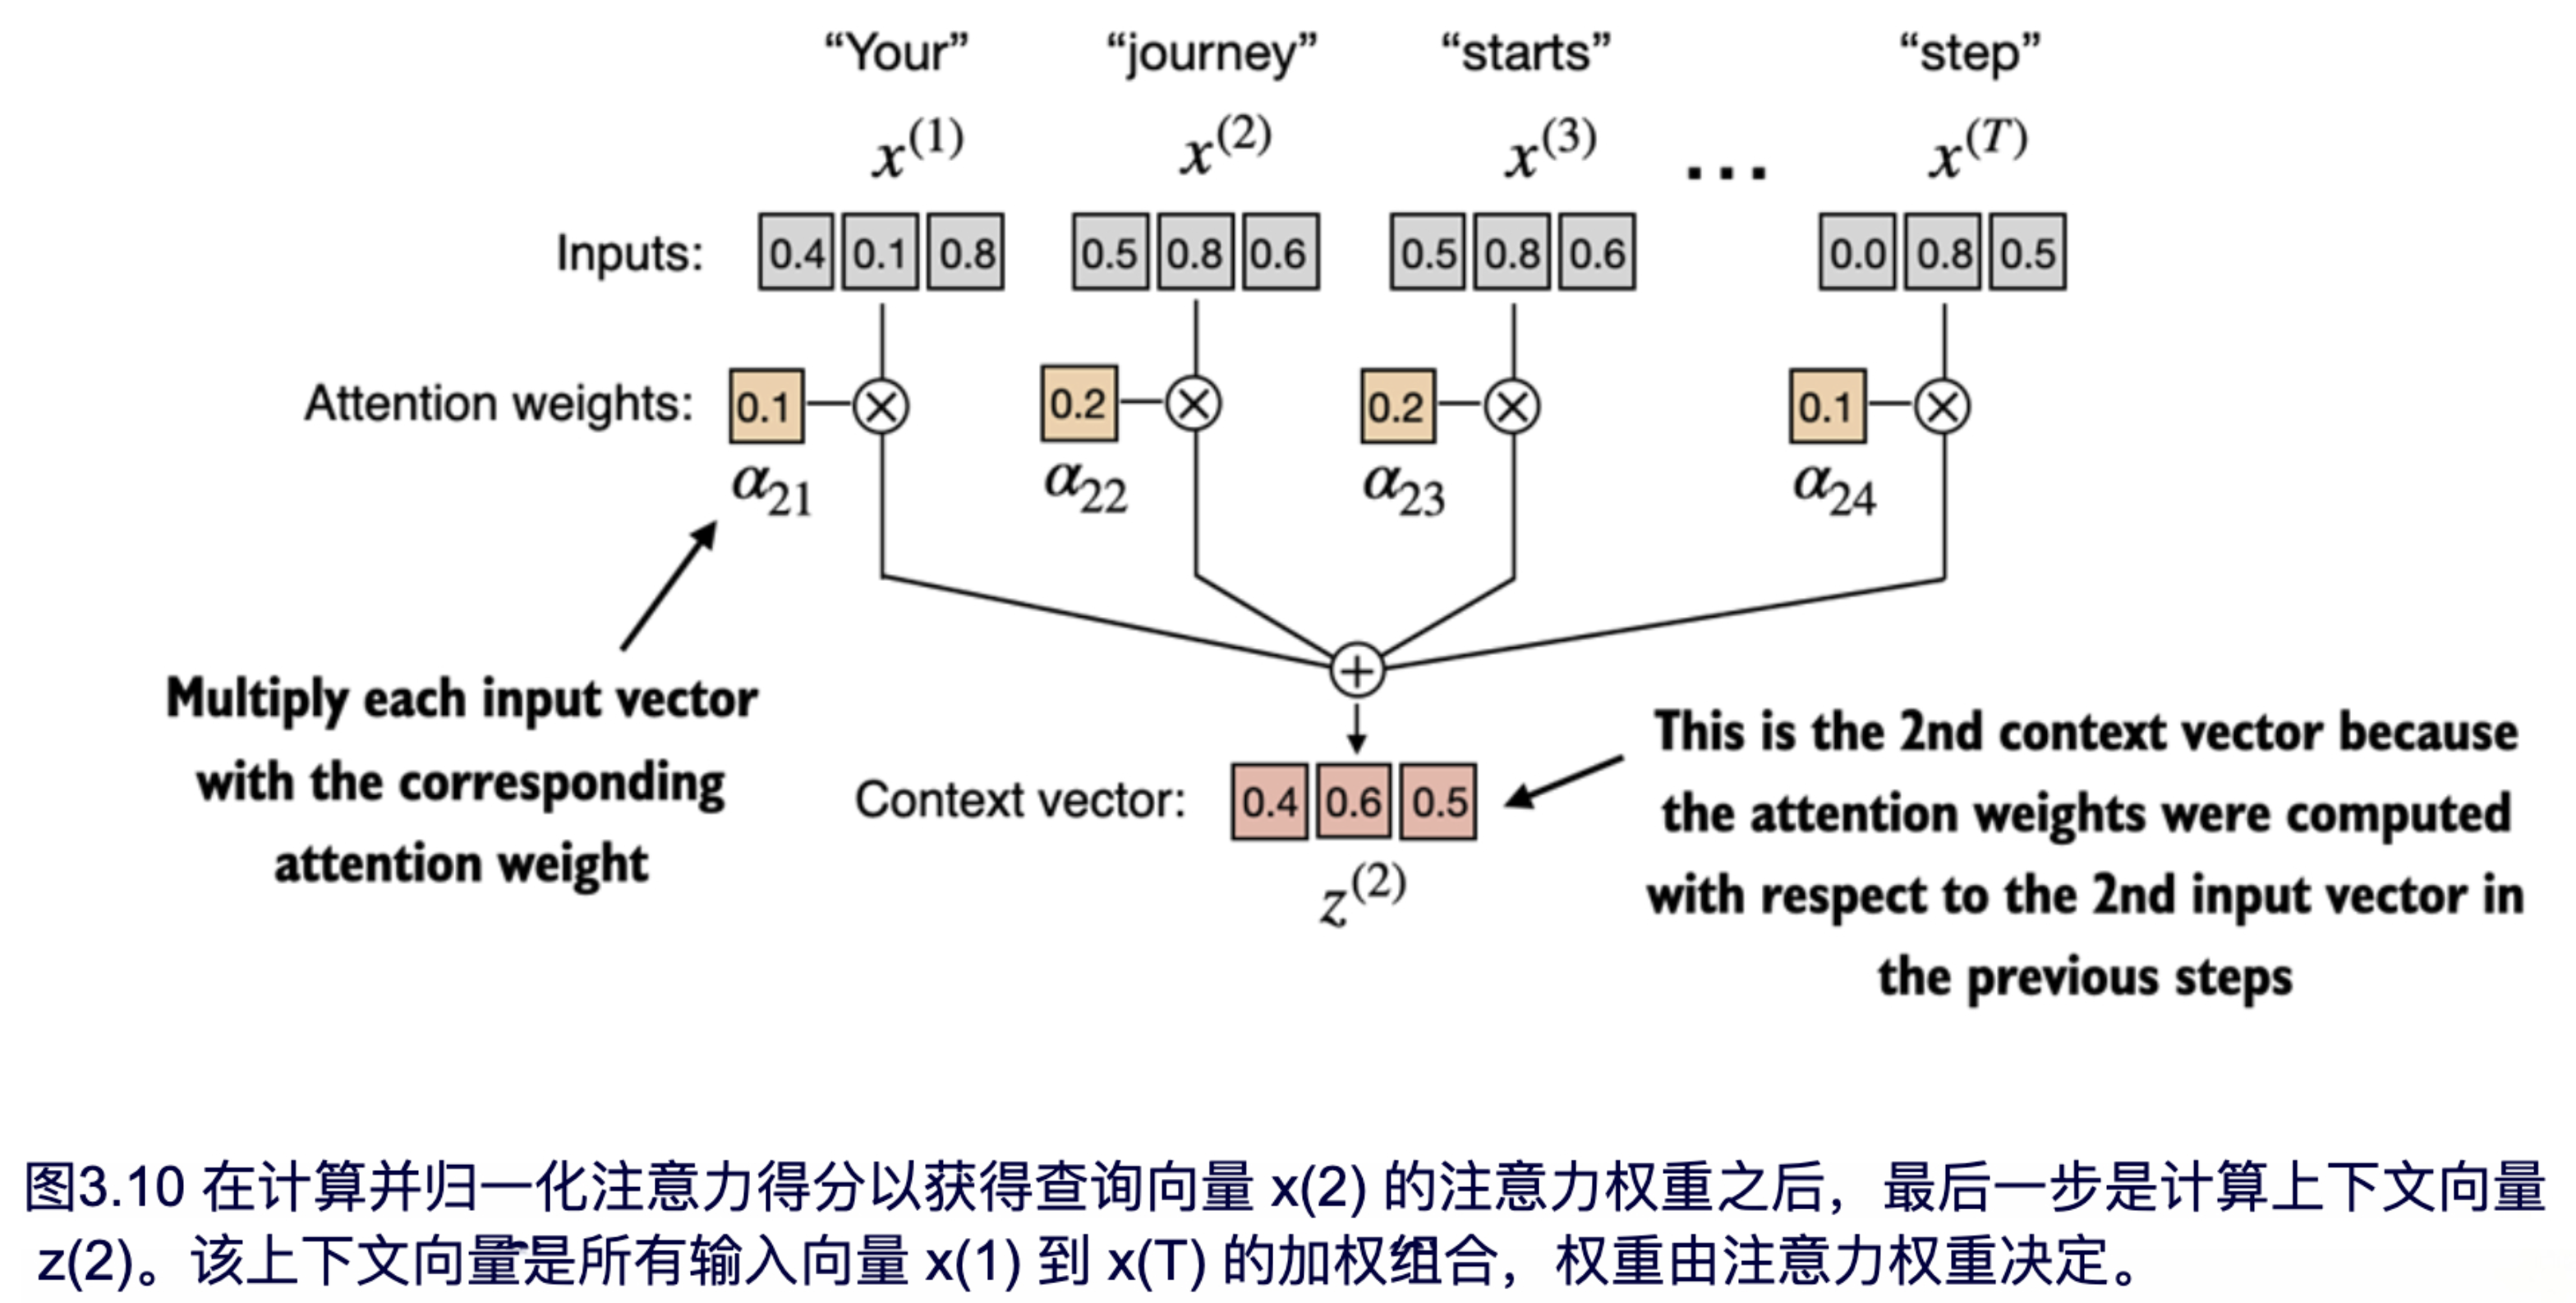 “Your” “journey” “starts” “step”
x(1) x(2) x(3) ... x(T)
Inputs: 0.4 0.1 0.8 0.5 0.8 0.6 0.5 0.8 0.6 0.0 0.8 0.5
Attention weights: 0.1 0.2 0.2 0.1
α21 α22 α23 α24
Multiply each input vector
with the corresponding
attention weight
Context vector: 0.4 0.6 0.5
z(2)
This is the 2nd context vector because
the attention weights were computed
with respect to the 2nd input vector in
the previous steps
图3.10 在计算并归一化注意力得分以获得查询向量 x(2) 的注意力权重之后，最后一步是计算上下文向量
z(2)。该上下文向量是所有输入向量 x(1) 到 x(T) 的加权组合，权重由注意力权重决定。